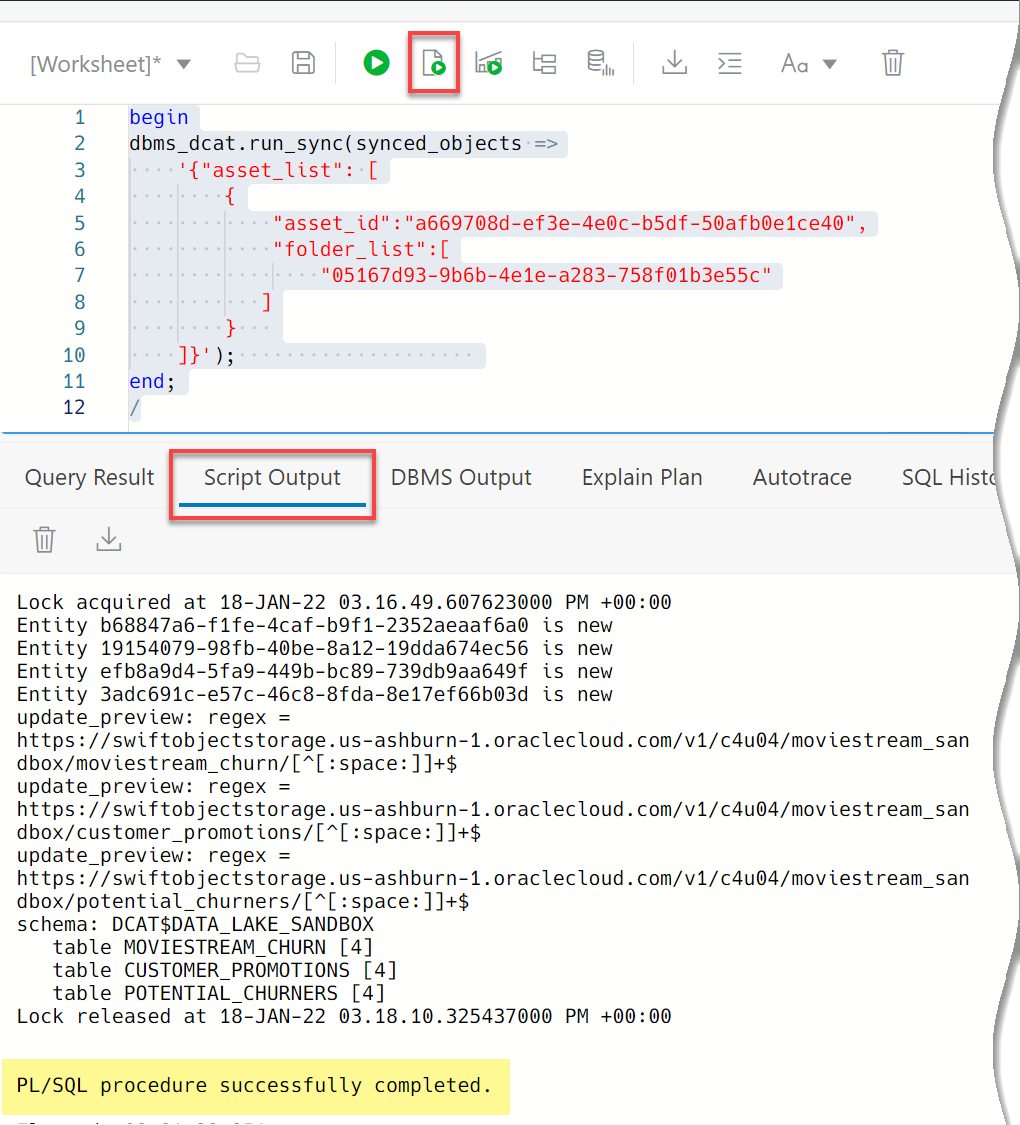 [Worksheet]*
Aa
1 begin
2 dbms_dcat.run_sync(synced_objects =>
3 '{"asset_list": [
4 {
5 "asset_id":"a669708d-ef3e-4e0c-b5df-50afb0e1ce40",
6 "folder_list":[
7 "05167d93-9b6b-4e1e-a283-758f01b3e55c"
8 ]
9 }
10 ]}');
11 end;
12 /
Query Result Script Output DBMS Output Explain Plan Autotrace SQL Histo
Lock acquired at 18-JAN-22 03.16.49.607623000 PM +00:00
Entity b68847a6-f1fe-4caf-b9f1-2352aeaaf6a0 is new
Entity 19154079-98fb-40be-8a12-19dda674ec56 is new
Entity efb8a9d4-5fa9-449b-bc89-739db9aa649f is new
Entity 3adc691c-e57c-46c8-8fda-8e17ef66b03d is new
update_preview: regex =
https://swiftobjectstorage.us-ashburn-1.oraclecloud.com/v1/c4u04/moviestream_san
dbox/moviestream_churn/[^[:space:]]+$
update_preview: regex =
https://swiftobjectstorage.us-ashburn-1.oraclecloud.com/v1/c4u04/moviestream_san
dbox/customer_promotions/[^[:space:]]+$
update_preview: regex =
https://swiftobjectstorage.us-ashburn-1.oraclecloud.com/v1/c4u04/moviestream_san
dbox/potential_churners/[^[:space:]]+$
schema: DCAT$DATA_LAKE_SANDBOX
table MOVIESTREAM_CHURN [4]
table CUSTOMER_PROMOTIONS [4]
table POTENTIAL_CHURNERS [4]
Lock released at 18-JAN-22 03.18.10.325437000 PM +00:00
PL/SQL procedure successfully completed.